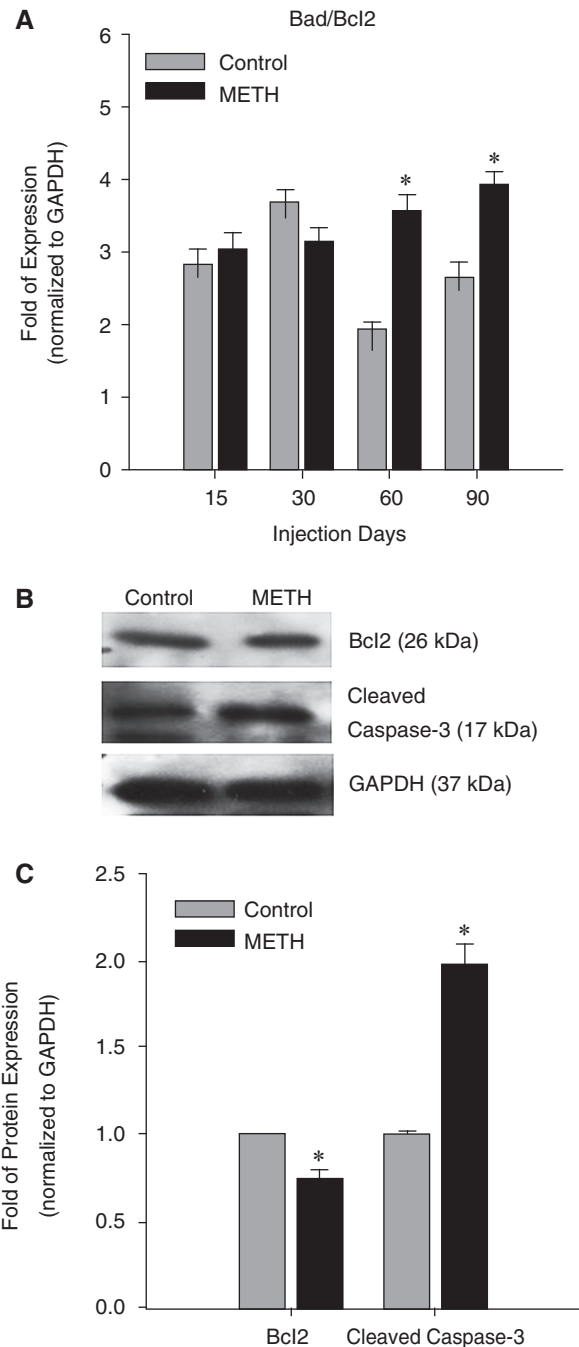 A
Bad/Bcl2
Control
METH
Fold of Expression
(normalized to GAPDH)
6
5
4
3
2
1
0
*
*
15 30 60 90
Injection Days
B
Control METH
Bcl2 (26 kDa)
Cleaved
Caspase-3 (17 kDa)
GAPDH (37 kDa)
C
Control
METH
Fold of Protein Expression
(normalized to GAPDH)
2.5
2.0
1.5
1.0
0.5
0.0
*
*
Bcl2 Cleaved Caspase-3